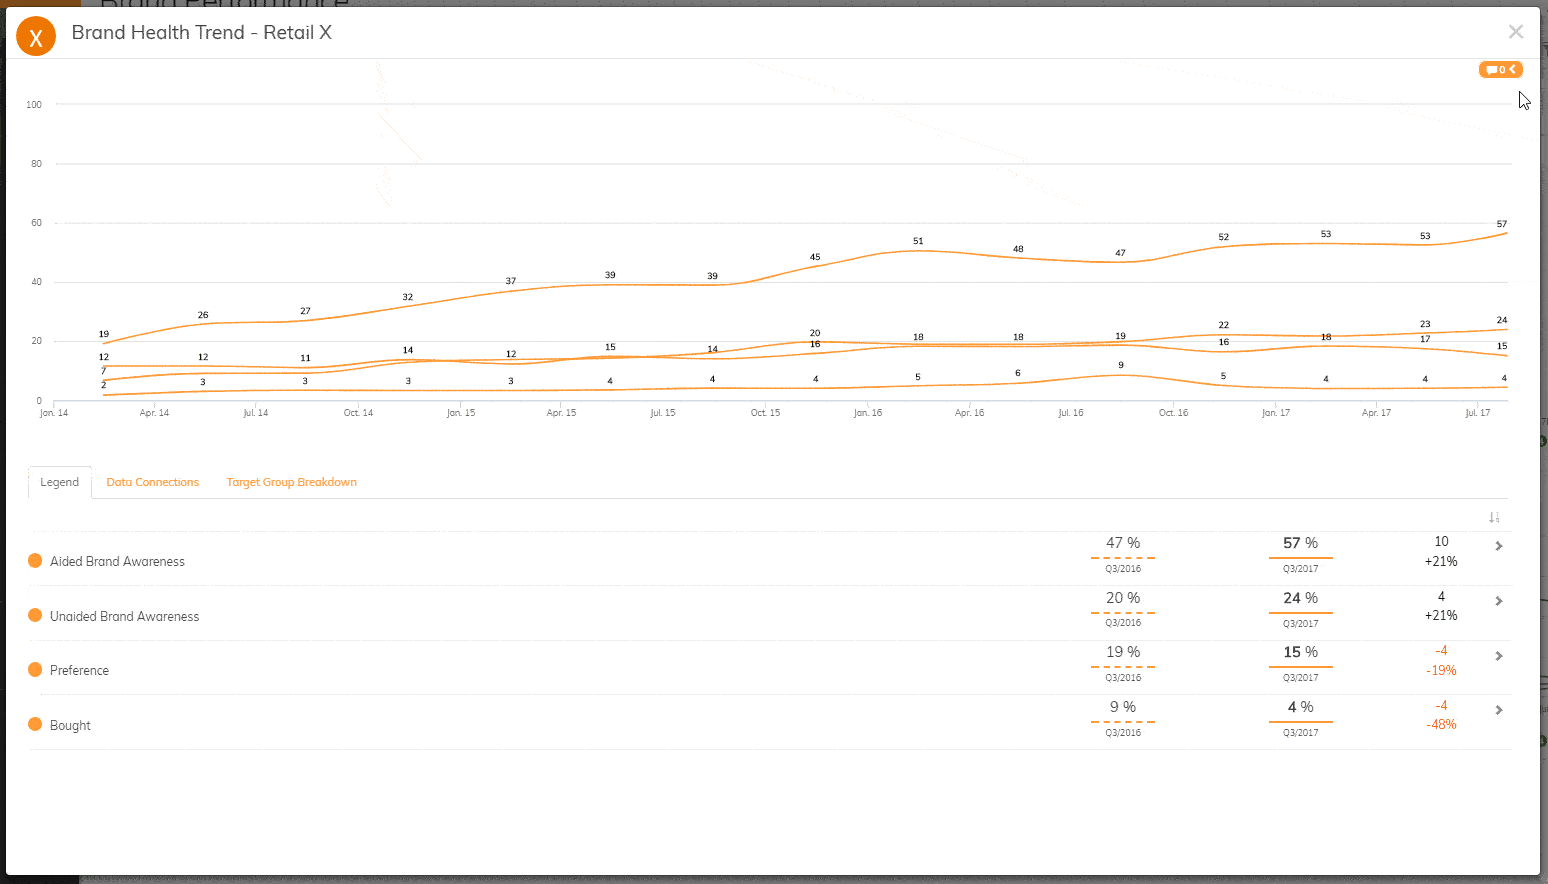 Brand Performance
X Brand Health Trend - Retail X
0
100
80
60
40
20
0
19 26 27 32 37 39 39 45 51 48 47 52 53 53 57
12 12 11 14 12 15 14 20 18 18 19 22 18 23 24
16 16 17 15
7
2 3 3 3 3 4 4 4 5 6 9 5 4 4 4
Jan. 14 Apr. 14 Jul. 14 Oct. 14 Jan. 15 Apr. 15 Jul. 15 Oct. 15 Jan. 16 Apr. 16 Jul. 16 Oct. 16 Jan. 17 Apr. 17 Jul. 17
Legend Data Connections Target Group Breakdown
Aided Brand Awareness 47 % 57 % 10
Q3/2016 Q3/2017 +21%
Unaided Brand Awareness 20 % 24 % 4
Q3/2016 Q3/2017 +21%
Preference 19 % 15 % -4
Q3/2016 Q3/2017 -19%
Bought 9 % 4 % -4
Q3/2016 Q3/2017 -48%